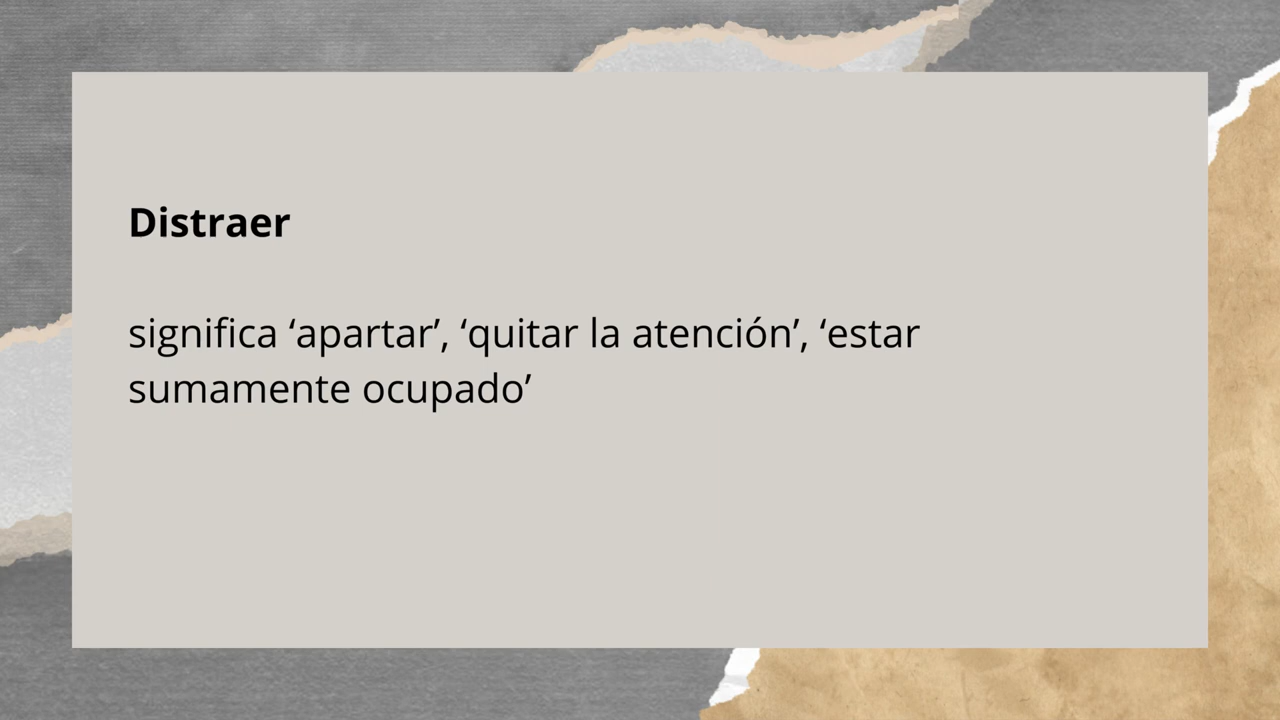 Distraer
significa ‘apartar’, ‘quitar la atención’, ‘estar
sumamente ocupado’